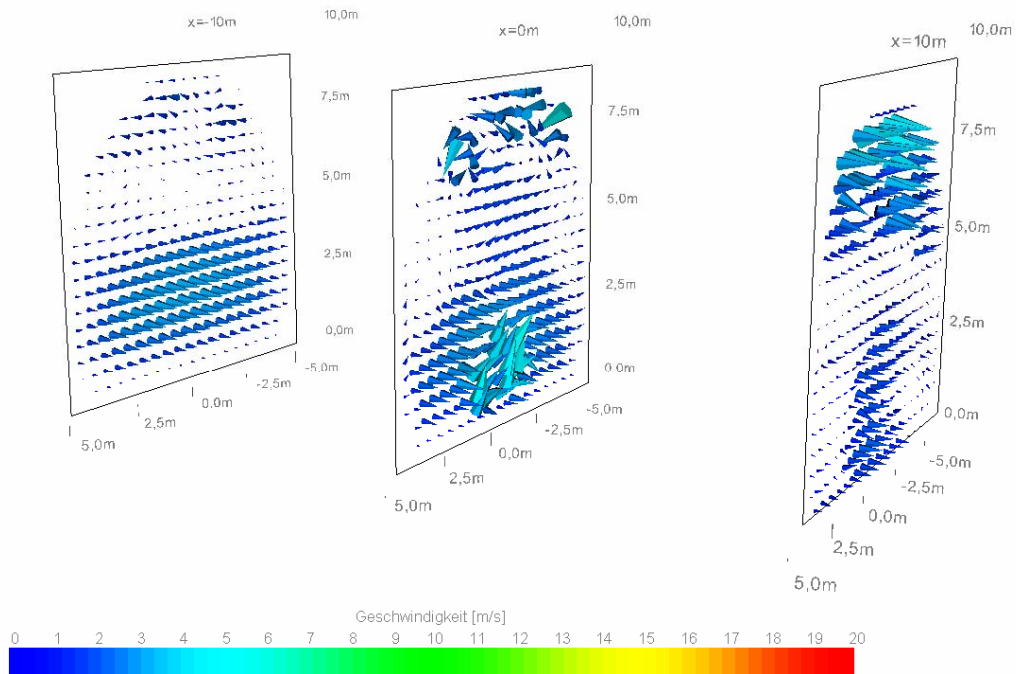 x=-10m
10,0m
7,5m
5,0m
2,5m
0,0m
-5,0m
-2,5m
0,0m
2,5m
5,0m
x=0m
10,0m
7,5m
5,0m
2,5m
0,0m
-5,0m
-2,5m
0,0m
2,5m
5,0m
x=10m
10,0m
7,5m
5,0m
2,5m
0,0m
-5,0m
-2,5m
0,0m
2,5m
5,0m
Geschwindigkeit [m/s]
0 1 2 3 4 5 6 7 8 9 10 11 12 13 14 15 16 17 18 19 20